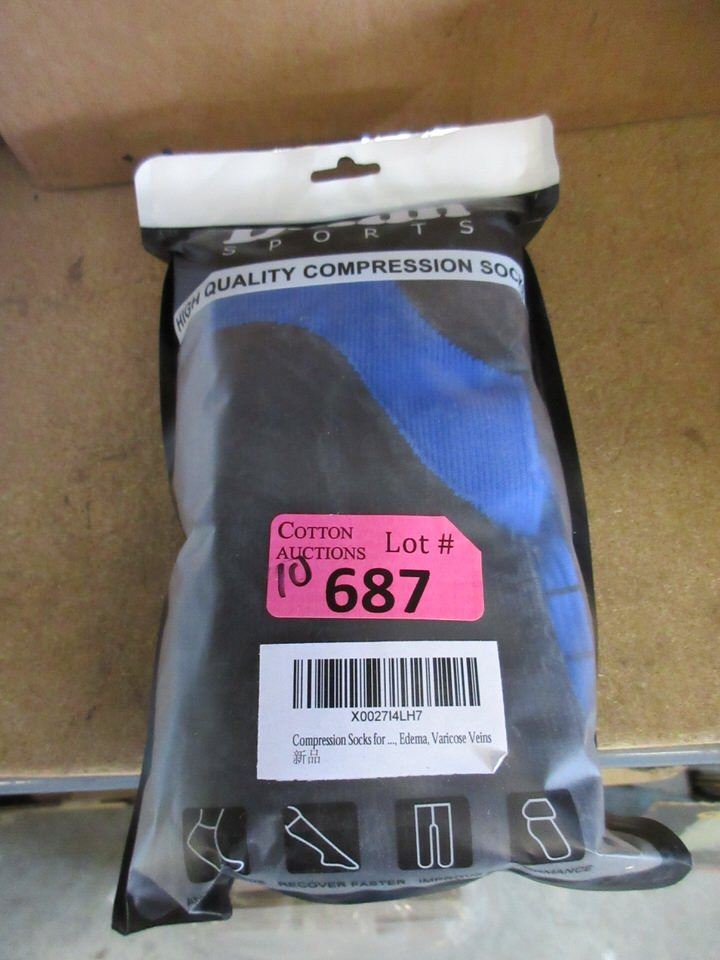 SPORTS
HIGH QUALITY COMPRESSION SOCKS
COTTON
AUCTIONS Lot #
10 687
X0027I4LH7
Compression Socks for ..., Edema, Varicose Veins
新品
RECOVER FASTER